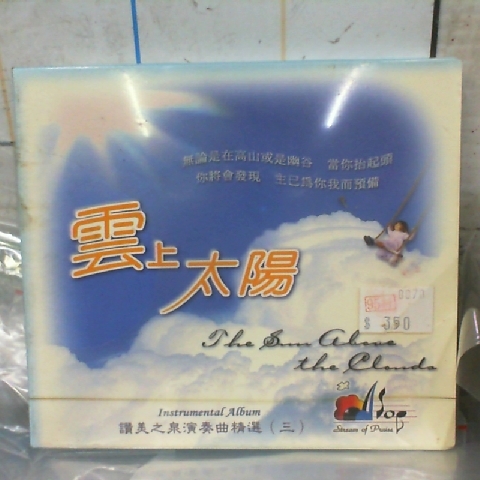 無論是在高山或是幽谷 當你抬起頭
你將會發現 主已為你我而預備
雲上太陽
The Sun Above
the Clouds
$ 350
Instrumental Album
讚美之泉演奏曲精選(三)
Stream of Praise